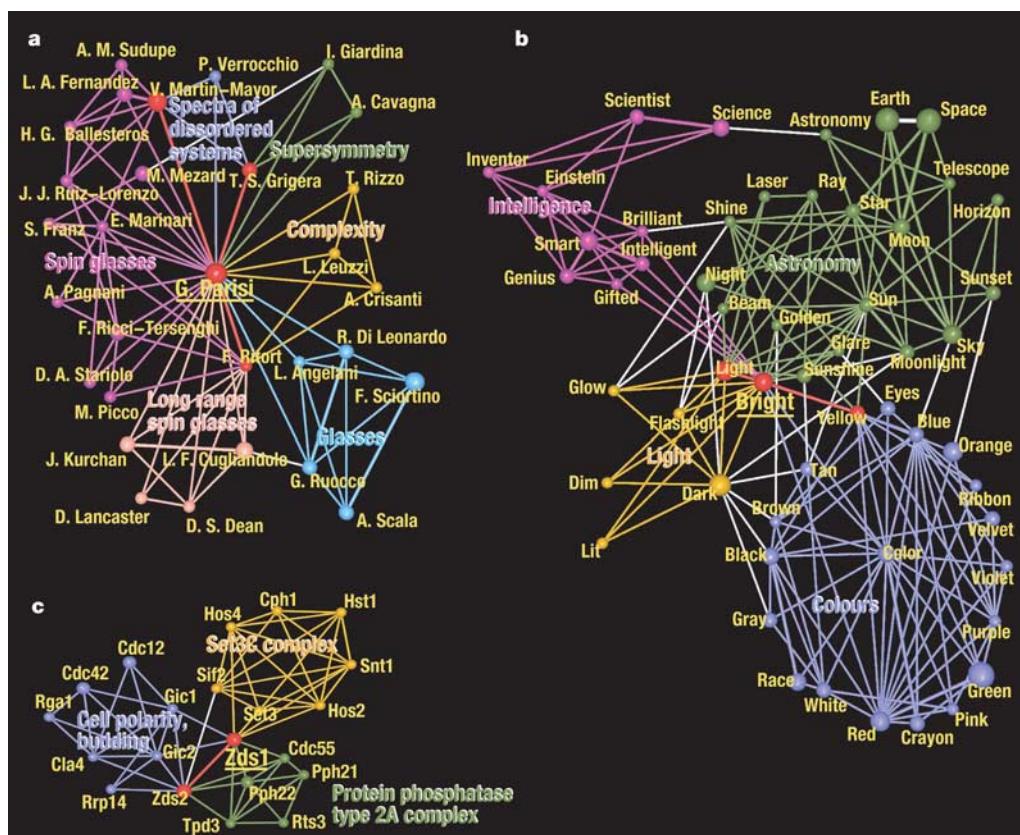 a
A. M. Sudupe
P. Verrocchio
I. Giardina
L. A. Fernandez
V. Martin–Mayor
A. Cavagna
Spectra of
dissordered
systems
H. G. Ballesteros
Supersymmetry
M. Mezard
T. S. Grigera
T. Rizzo
J. J. Ruiz–Lorenzo
E. Marinari
Complexity
S. Franz
Spin glasses
L. Leuzzi
G. Parisi
A. Pagnani
A. Crisanti
F. Ricci–Tersenghi
R. Di Leonardo
F. Ritort
L. Angelani
D. A. Stariolo
F. Sciortino
M. Picco
Long range
spin glasses
Glasses
J. Kurchan
L. F. Cugliandolo
G. Ruocco
D. Lancaster
D. S. Dean
A. Scala
b
Scientist
Science
Earth
Space
Astronomy
Inventor
Einstein
Telescope
Intelligence
Laser
Ray
Star
Horizon
Brilliant
Shine
Smart
Intelligent
Moon
Genius
Night
Astronomy
Gifted
Sunset
Beam
Sun
Golden
Glare
Sky
Moonlight
Light
Sunshine
Glow
Bright
Eyes
Flashlight
Yellow
Blue
Orange
Light
Tan
Dim
Dark
Ribbon
Brown
Velvet
Lit
Black
Color
Violet
Colours
Gray
Purple
Race
White
Green
Pink
Red
Crayon
c
Cph1
Hst1
Hos4
Set3C complex
Cdc12
Cdc42
Sif2
Snt1
Rga1
Gic1
Set3
Hos2
Cell polarity,
budding
Gic2
Zds1
Cdc55
Cla4
Pph21
Rrp14
Zds2
Pph22
Protein phosphatase
type 2A complex
Tpd3
Rts3